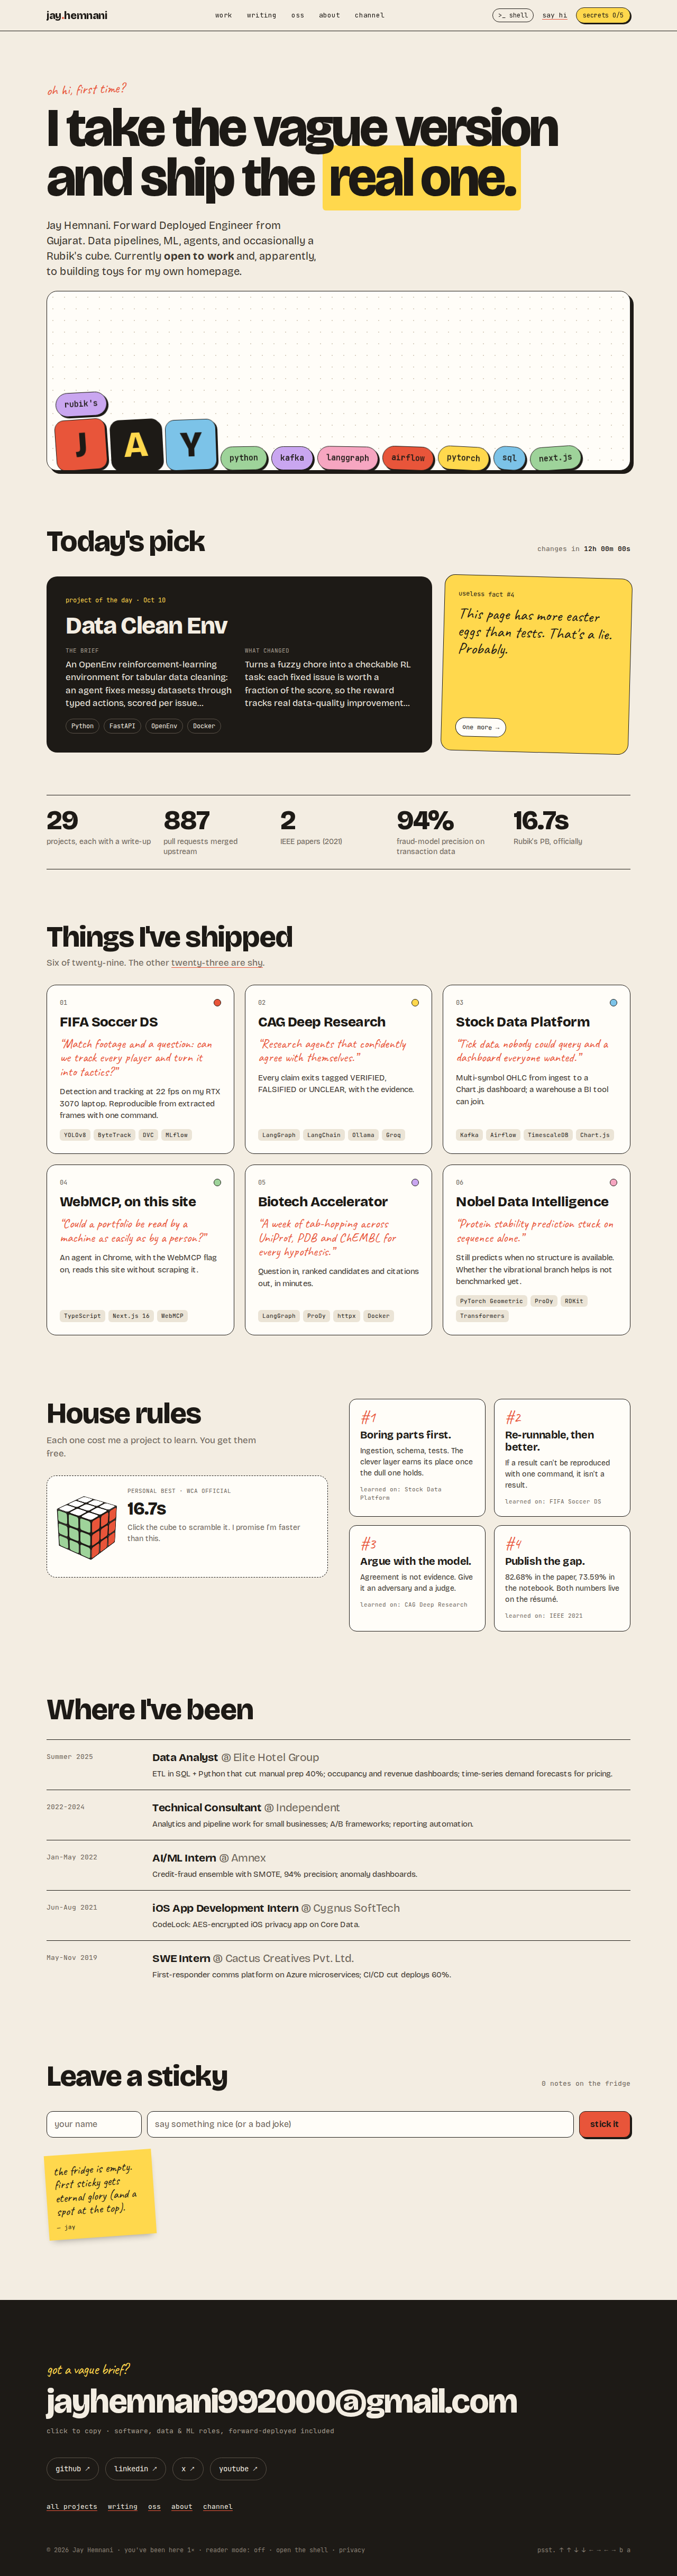 jay.hemnani
work writing oss about channel
>_ shell say hi secrets 0/5
oh hi, first time?
I take the vague version
and ship the real one.
Jay Hemnani. Forward Deployed Engineer from
Gujarat. Data pipelines, ML, agents, and occasionally a
Rubik's cube. Currently open to work and, apparently,
to building toys for my own homepage.
rubik's
J A Y python kafka langgraph airflow pytorch sql next.js
Today's pick
changes in 12h 00m 00s
project of the day · Oct 10
Data Clean Env
THE BRIEF
An OpenEnv reinforcement-learning
environment for tabular data cleaning:
an agent fixes messy datasets through
typed actions, scored per issue…
WHAT CHANGED
Turns a fuzzy chore into a checkable RL
task: each fixed issue is worth a
fraction of the score, so the reward
tracks real data-quality improvement…
Python FastAPI OpenEnv Docker
useless fact #4
This page has more easter
eggs than tests. That's a lie.
Probably.
one more →
29
projects, each with a write-up
887
pull requests merged
upstream
2
IEEE papers (2021)
94%
fraud-model precision on
transaction data
16.7s
Rubik's PB, officially
Things I've shipped
Six of twenty-nine. The other twenty-three are shy.
01
FIFA Soccer DS
“Match footage and a question: can
we track every player and turn it
into tactics?”
Detection and tracking at 22 fps on my RTX
3070 laptop. Reproducible from extracted
frames with one command.
YOLOv8 ByteTrack DVC MLflow
02
CAG Deep Research
“Research agents that confidently
agree with themselves.”
Every claim exits tagged VERIFIED,
FALSIFIED or UNCLEAR, with the evidence.
LangGraph LangChain Ollama Groq
03
Stock Data Platform
“Tick data nobody could query and a
dashboard everyone wanted.”
Multi-symbol OHLC from ingest to a
Chart.js dashboard; a warehouse a BI tool
can join.
Kafka Airflow TimescaleDB Chart.js
04
WebMCP, on this site
“Could a portfolio be read by a
machine as easily as by a person?”
An agent in Chrome, with the WebMCP flag
on, reads this site without scraping it.
TypeScript Next.js 16 WebMCP
05
Biotech Accelerator
“A week of tab-hopping across
UniProt, PDB and ChEMBL for
every hypothesis.”
Question in, ranked candidates and citations
out, in minutes.
LangGraph ProDy httpx Docker
06
Nobel Data Intelligence
“Protein stability prediction stuck on
sequence alone.”
Still predicts when no structure is available.
Whether the vibrational branch helps is not
benchmarked yet.
PyTorch Geometric ProDy RDKit
Transformers
House rules
Each one cost me a project to learn. You get them
free.
PERSONAL BEST · WCA OFFICIAL
16.7s
Click the cube to scramble it. I promise I'm faster
than this.
#1
Boring parts first.
Ingestion, schema, tests. The
clever layer earns its place once
the dull one holds.
learned on: Stock Data
Platform
#2
Re-runnable, then
better.
If a result can't be reproduced
with one command, it isn't a
result.
learned on: FIFA Soccer DS
#3
Argue with the model.
Agreement is not evidence. Give
it an adversary and a judge.
learned on: CAG Deep Research
#4
Publish the gap.
82.68% in the paper, 73.59% in
the notebook. Both numbers live
on the résumé.
learned on: IEEE 2021
Where I've been
Summer 2025
Data Analyst @ Elite Hotel Group
ETL in SQL + Python that cut manual prep 40%; occupancy and revenue dashboards; time-series demand forecasts for pricing.
2022-2024
Technical Consultant @ Independent
Analytics and pipeline work for small businesses; A/B frameworks; reporting automation.
Jan-May 2022
AI/ML Intern @ Amnex
Credit-fraud ensemble with SMOTE, 94% precision; anomaly dashboards.
Jun-Aug 2021
iOS App Development Intern @ Cygnus SoftTech
CodeLock: AES-encrypted iOS privacy app on Core Data.
May-Nov 2019
SWE Intern @ Cactus Creatives Pvt. Ltd.
First-responder comms platform on Azure microservices; CI/CD cut deploys 60%.
Leave a sticky
0 notes on the fridge
your name
say something nice (or a bad joke)
stick it
the fridge is empty.
first sticky gets
eternal glory (and a
spot at the top).
— jay
got a vague brief?
jayhemnani992000@gmail.com
click to copy · software, data & ML roles, forward-deployed included
github ↗ linkedin ↗ x ↗ youtube ↗
all projects writing oss about channel
© 2026 Jay Hemnani · you've been here 1× · reader mode: off · open the shell · privacy
psst. ↑ ↑ ↓ ↓ ← → ← → b a